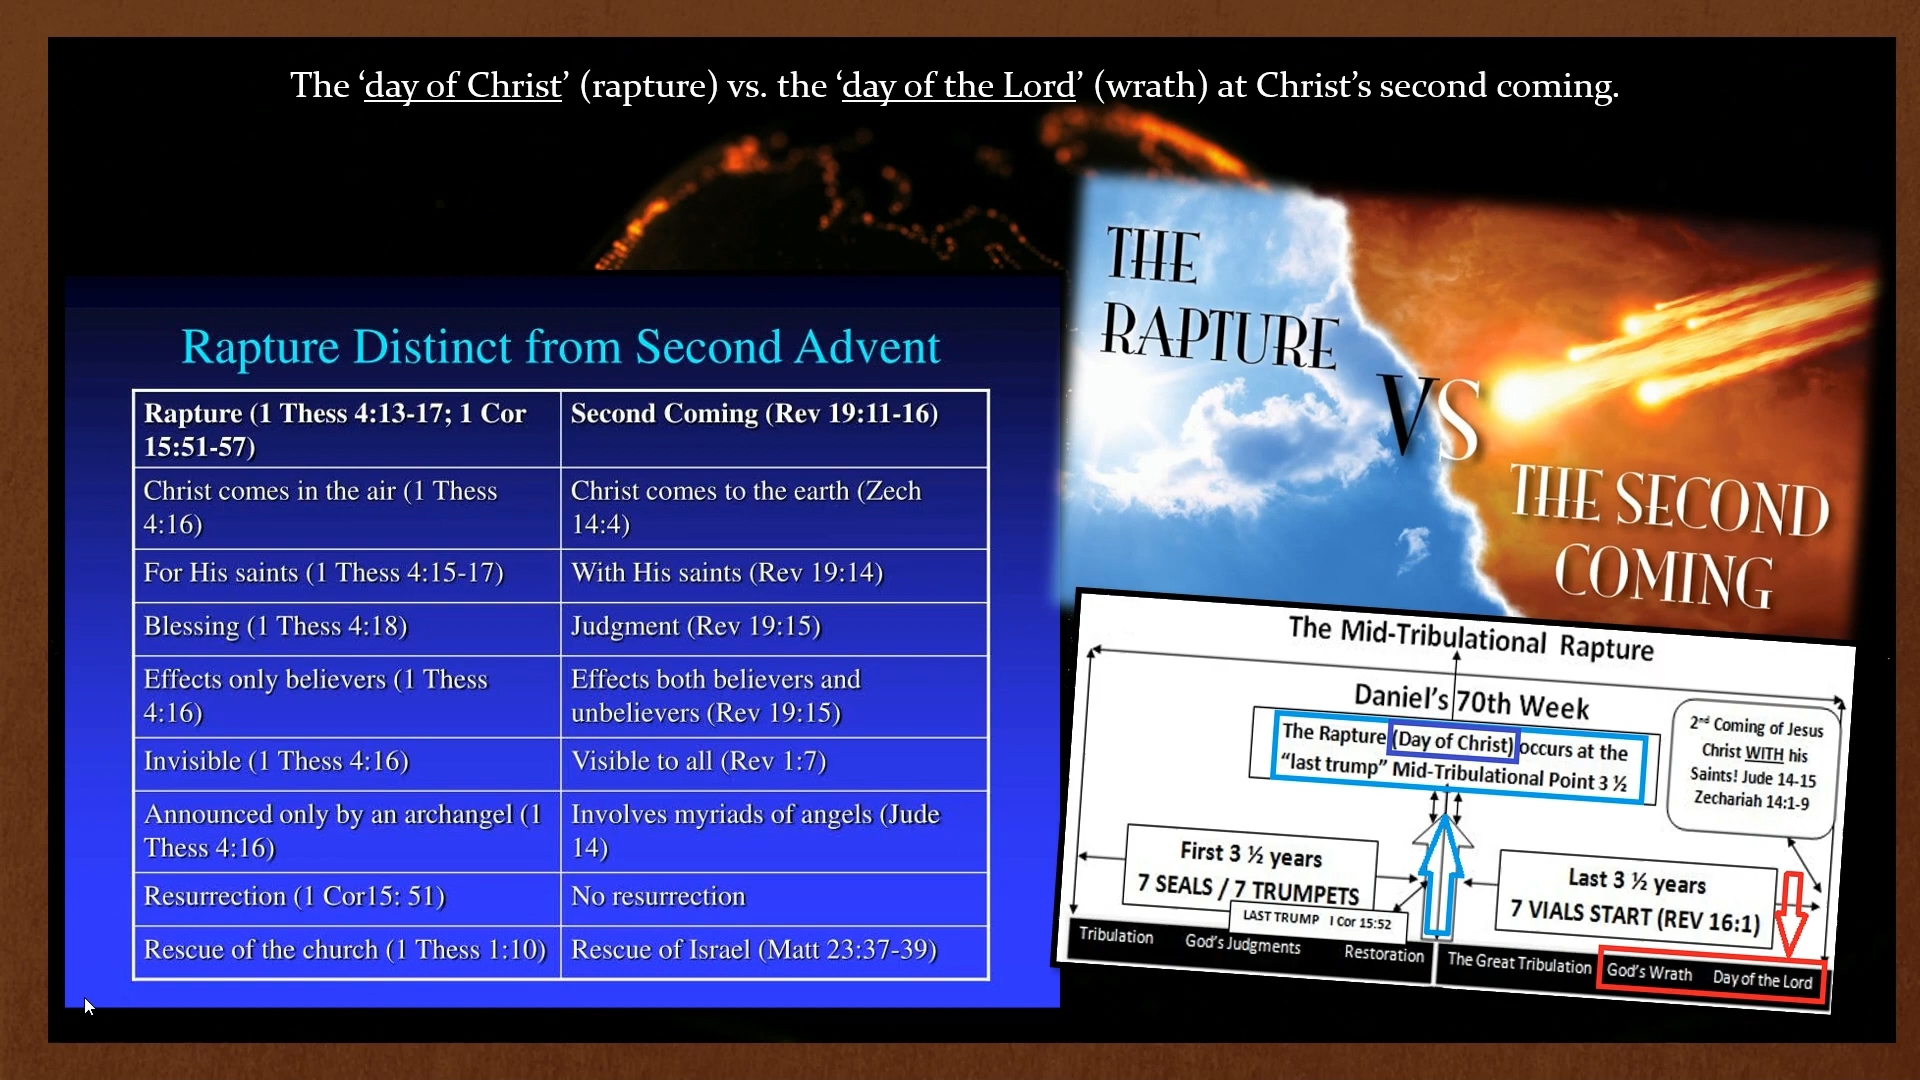 The ‘day of Christ’ (rapture) vs. the ‘day of the Lord’ (wrath) at Christ’s second coming.
Rapture Distinct from Second Advent
Rapture (1 Thess 4:13-17; 1 Cor
15:51-57)
Second Coming (Rev 19:11-16)
Christ comes in the air (1 Thess
4:16)
Christ comes to the earth (Zech
14:4)
For His saints (1 Thess 4:15-17)
With His saints (Rev 19:14)
Blessing (1 Thess 4:18)
Judgment (Rev 19:15)
Effects only believers (1 Thess
4:16)
Effects both believers and
unbelievers (Rev 19:15)
Invisible (1 Thess 4:16)
Visible to all (Rev 1:7)
Announced only by an archangel (1
Thess 4:16)
Involves myriads of angels (Jude
14)
Resurrection (1 Cor15: 51)
No resurrection
Rescue of the church (1 Thess 1:10)
Rescue of Israel (Matt 23:37-39)
THE
RAPTURE
VS
THE SECOND
COMING
The Mid-Tribulational Rapture
Daniel’s 70th Week
The Rapture (Day of Christ) occurs at the
“last trump” Mid-Tribulational Point 3 ½
2nd Coming of Jesus
Christ WITH his
Saints! Jude 14-15
Zechariah 14:1-9
First 3 ½ years
7 SEALS / 7 TRUMPETS
LAST TRUMP I Cor 15:52
Last 3 ½ years
7 VIALS START (REV 16:1)
Tribulation God’s Judgments Restoration
The Great Tribulation God’s Wrath Day of the Lord